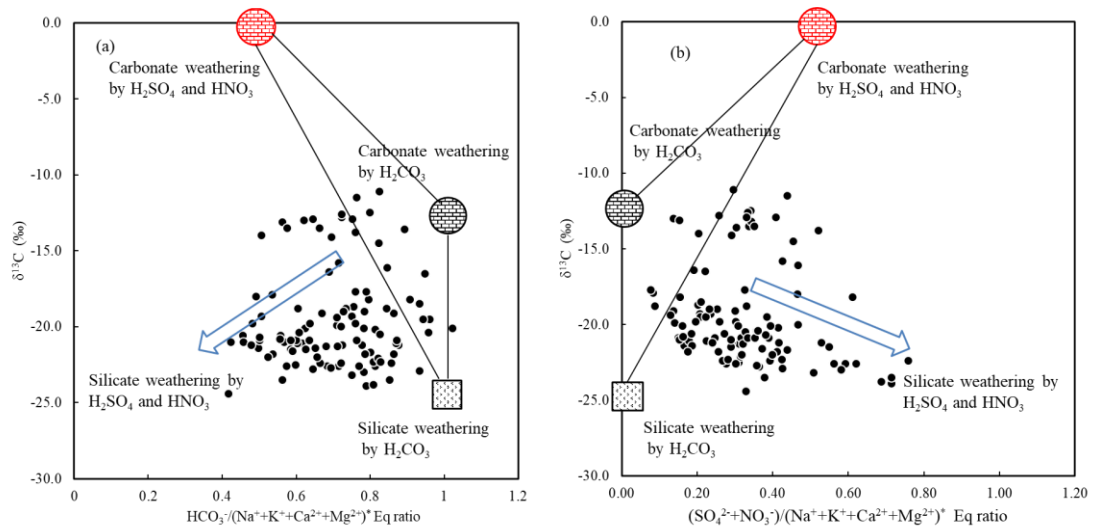 0.0
-5.0
-10.0
-15.0
-20.0
-25.0
-30.0
δ¹³C (‰)
(a)
Carbonate weathering
by H₂SO₄ and HNO₃
Carbonate weathering
by H₂CO₃
Silicate weathering by
H₂SO₄ and HNO₃
Silicate weathering
by H₂CO₃
0 0.2 0.4 0.6 0.8 1 1.2
HCO₃⁻/(Na⁺+K⁺+Ca²⁺+Mg²⁺)* Eq ratio
0.0
-5.0
-10.0
-15.0
-20.0
-25.0
-30.0
δ¹³C (‰)
(b)
Carbonate weathering
by H₂SO₄ and HNO₃
Carbonate weathering
by H₂CO₃
Silicate weathering by
H₂SO₄ and HNO₃
Silicate weathering
by H₂CO₃
0.00 0.20 0.40 0.60 0.80 1.00 1.20
(SO₄²⁻+NO₃⁻)/(Na⁺+K⁺+Ca²⁺+Mg²⁺)* Eq ratio